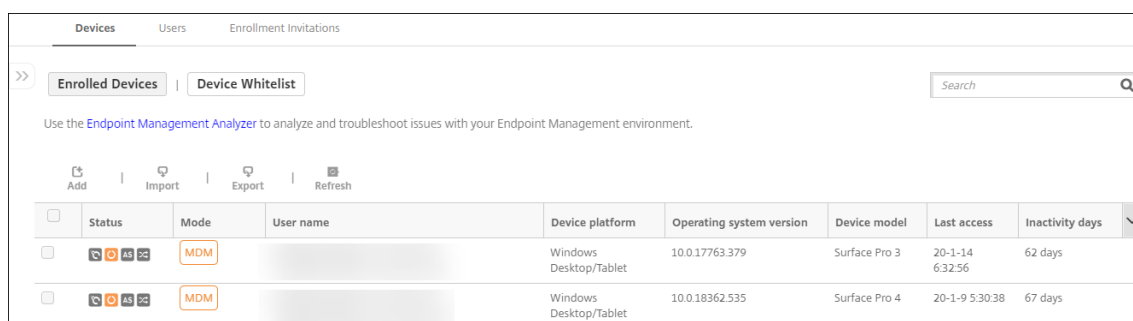 Devices Users Enrollment Invitations
Enrolled Devices | Device Whitelist Search
Use the Endpoint Management Analyzer to analyze and troubleshoot issues with your Endpoint Management environment.
Add | Import | Export | Refresh
Status Mode User name Device platform Operating system version Device model Last access Inactivity days
AS MDM Windows Desktop/Tablet 10.0.17763.379 Surface Pro 3 20-1-14 6:32:56 62 days
AS MDM Windows Desktop/Tablet 10.0.18362.535 Surface Pro 4 20-1-9 5:30:38 67 days